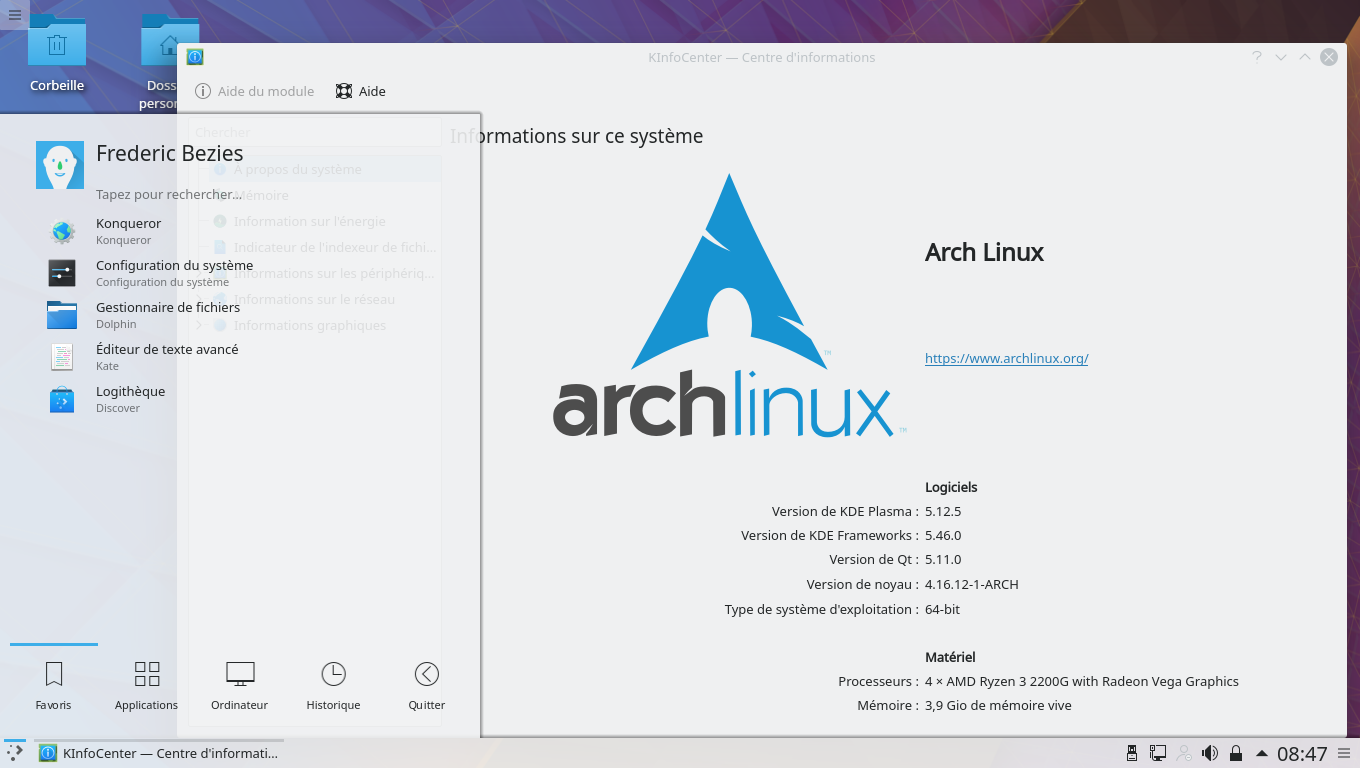 Corbeille
Doss
person
KInfoCenter — Centre d'informations
Aide du module
Aide
Chercher
Informations sur ce système
Frederic Bezies
Tapez pour rechercher...
À propos du système
Mémoire
Information sur l'énergie
Indicateur de l'indexeur de fichi...
Informations sur les périphériq...
Informations sur le réseau
Informations graphiques
Konqueror
Konqueror
Configuration du système
Configuration du système
Gestionnaire de fichiers
Dolphin
Éditeur de texte avancé
Kate
Logithèque
Discover
archlinux
TM
TM
Arch Linux
https://www.archlinux.org/
Logiciels
Version de KDE Plasma : 5.12.5
Version de KDE Frameworks : 5.46.0
Version de Qt : 5.11.0
Version de noyau : 4.16.12-1-ARCH
Type de système d'exploitation : 64-bit
Matériel
Processeurs : 4 × AMD Ryzen 3 2200G with Radeon Vega Graphics
Mémoire : 3,9 Gio de mémoire vive
Favoris
Applications
Ordinateur
Historique
Quitter
KInfoCenter — Centre d'informati...
08:47